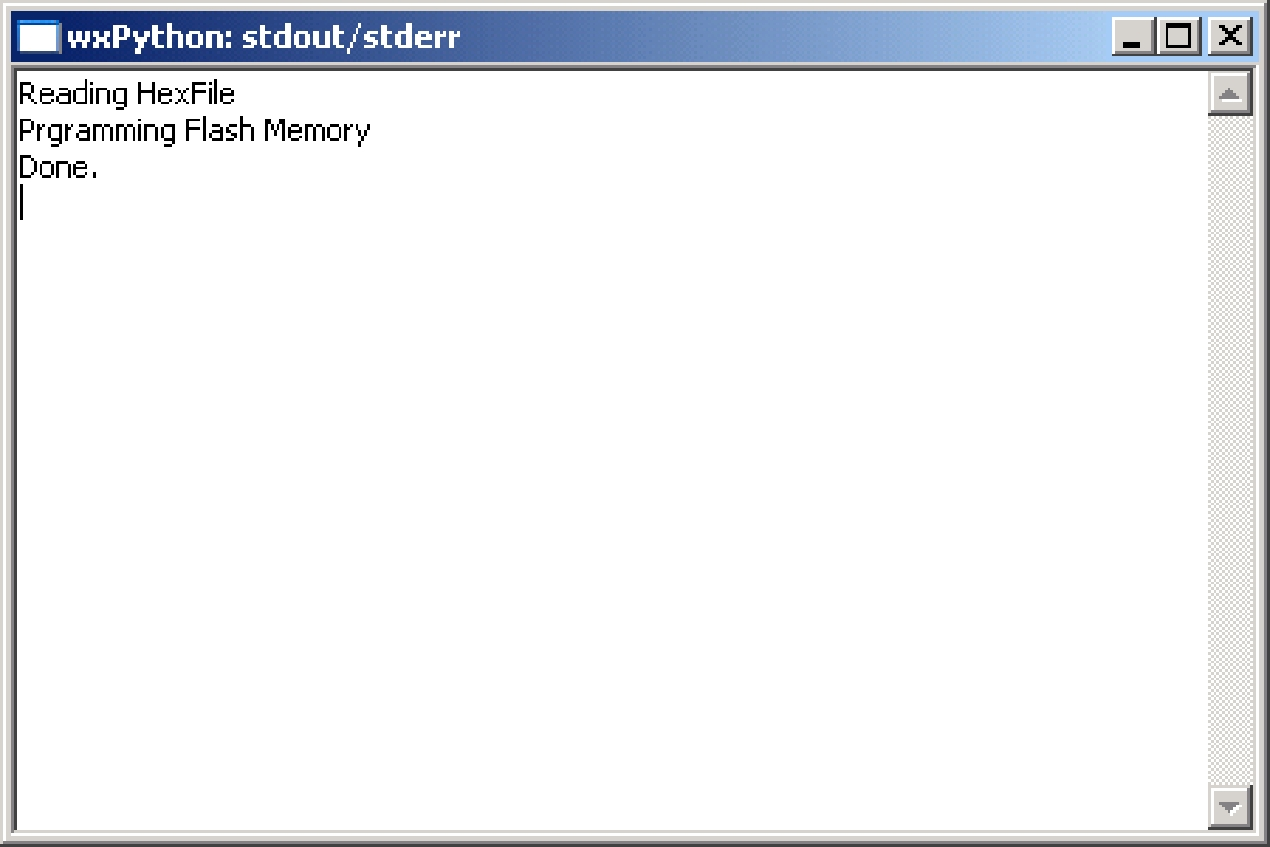 wxPython: stdout/stderr
Reading HexFile
Prgramming Flash Memory
Done.